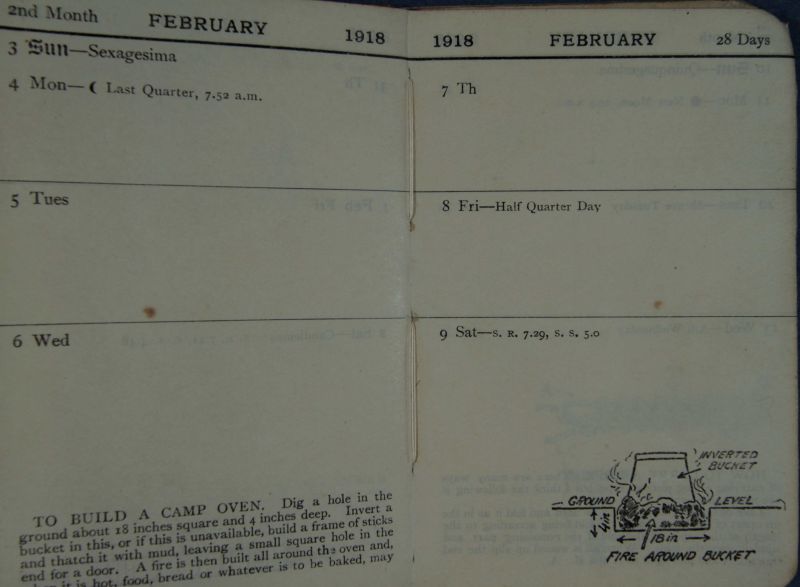 2nd Month FEBRUARY 1918
3 Sun—Sexagesima
4 Mon—☾ Last Quarter, 7.52 a.m.
5 Tues
6 Wed
TO BUILD A CAMP OVEN. Dig a hole in the
ground about 18 inches square and 4 inches deep. Invert a
bucket in this, or if this is unavailable, build a frame of sticks
and thatch it with mud, leaving a small square hole in the
end for a door. A fire is then built all around the oven and,
when it is hot, food, bread or whatever is to be baked, may
1918 FEBRUARY 28 Days
7 Th
8 Fri—Half Quarter Day
9 Sat—S. R. 7.29, S. S. 5.0
INVERTED
BUCKET
GROUND LEVEL
4in
18in
FIRE AROUND BUCKET